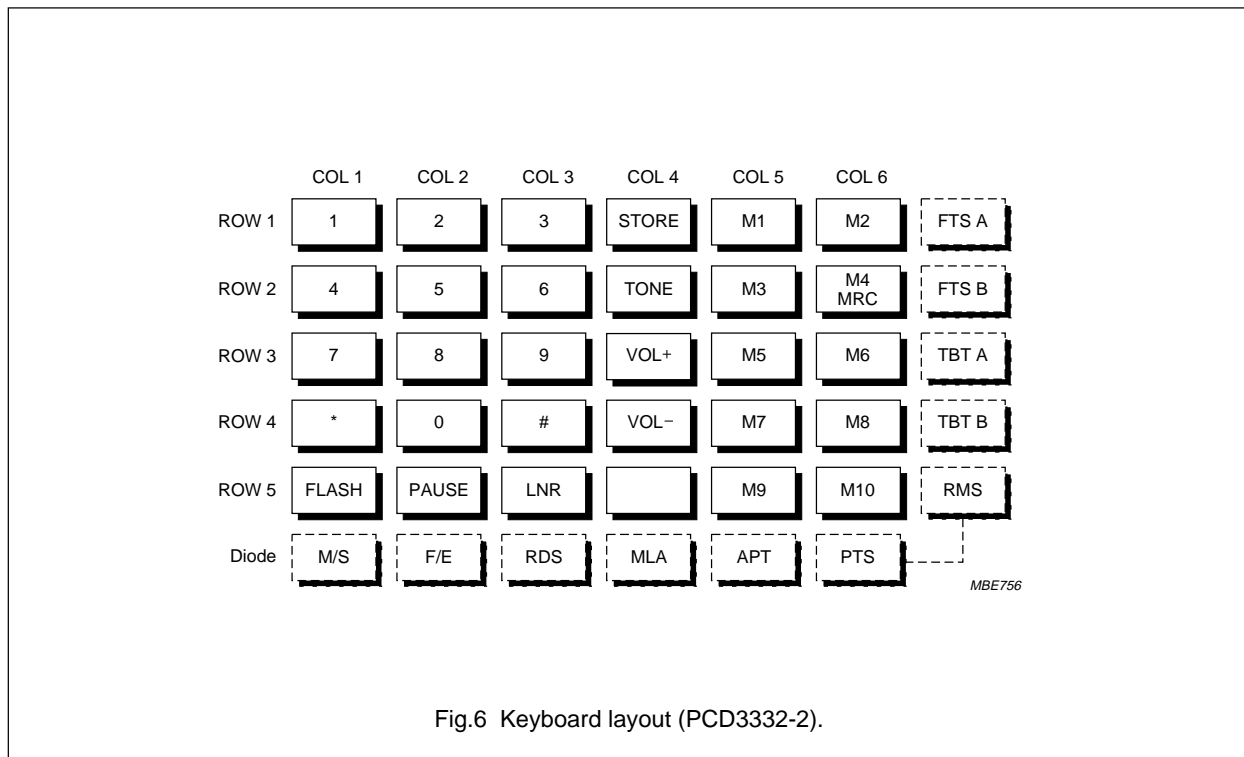 COL 1 COL 2 COL 3 COL 4 COL 5 COL 6
ROW 1 1 2 3 STORE M1 M2 FTS A
ROW 2 4 5 6 TONE M3 M4 MRC FTS B
ROW 3 7 8 9 VOL+ M5 M6 TBT A
ROW 4 * 0 # VOL− M7 M8 TBT B
ROW 5 FLASH PAUSE LNR M9 M10 RMS
Diode M/S F/E RDS MLA APT PTS
MBE756
Fig.6 Keyboard layout (PCD3332-2).